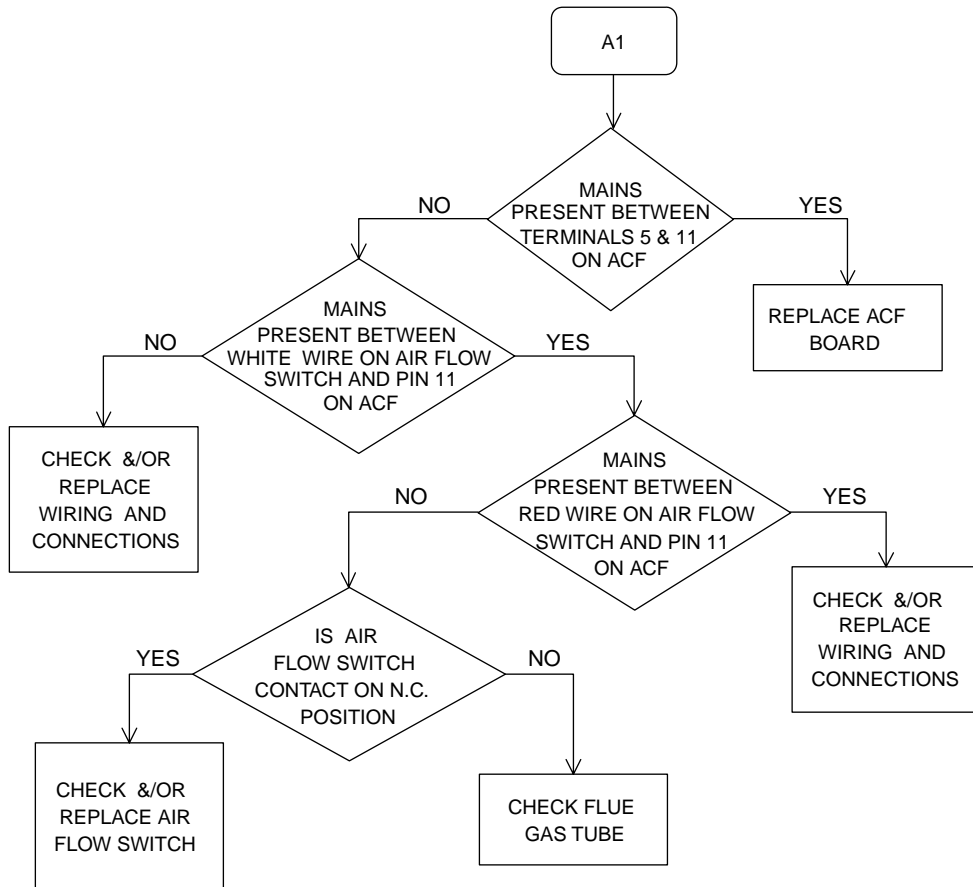 A1
MAINS
PRESENT BETWEEN
TERMINALS 5 & 11
ON ACF
NO
YES
REPLACE ACF
BOARD
MAINS
PRESENT BETWEEN
WHITE WIRE ON AIR FLOW
SWITCH AND PIN 11
ON ACF
NO
YES
CHECK &/OR
REPLACE
WIRING AND
CONNECTIONS
MAINS
PRESENT BETWEEN
RED WIRE ON AIR FLOW
SWITCH AND PIN 11
ON ACF
NO
YES
CHECK &/OR
REPLACE
WIRING AND
CONNECTIONS
IS AIR
FLOW SWITCH
CONTACT ON N.C.
POSITION
YES
NO
CHECK &/OR
REPLACE AIR
FLOW SWITCH
CHECK FLUE
GAS TUBE